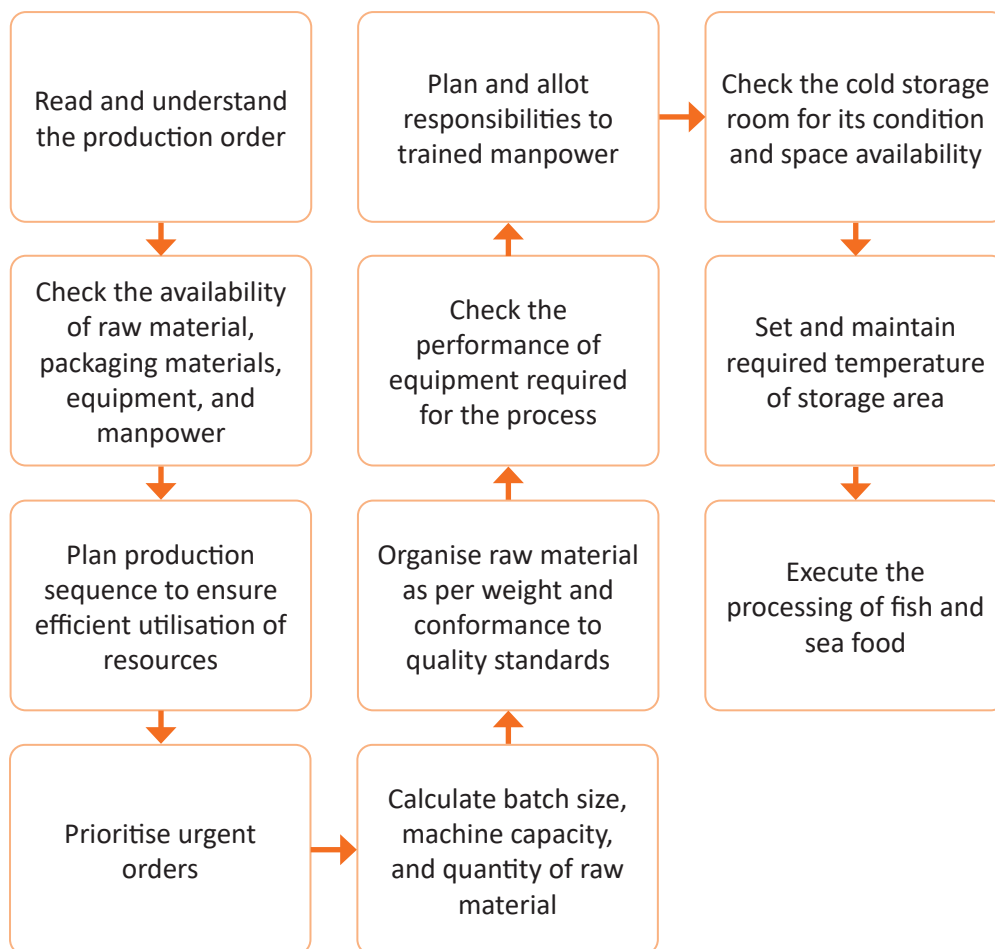 Read and understand
the production order
Check the availability
of raw material,
packaging materials,
equipment, and
manpower
Plan production
sequence to ensure
efficient utilisation of
resources
Prioritise urgent
orders
Calculate batch size,
machine capacity,
and quantity of raw
material
Organise raw material
as per weight and
conformance to
quality standards
Check the
performance of
equipment required
for the process
Plan and allot
responsibilities to
trained manpower
Check the cold storage
room for its condition
and space availability
Set and maintain
required temperature
of storage area
Execute the
processing of fish and
sea food